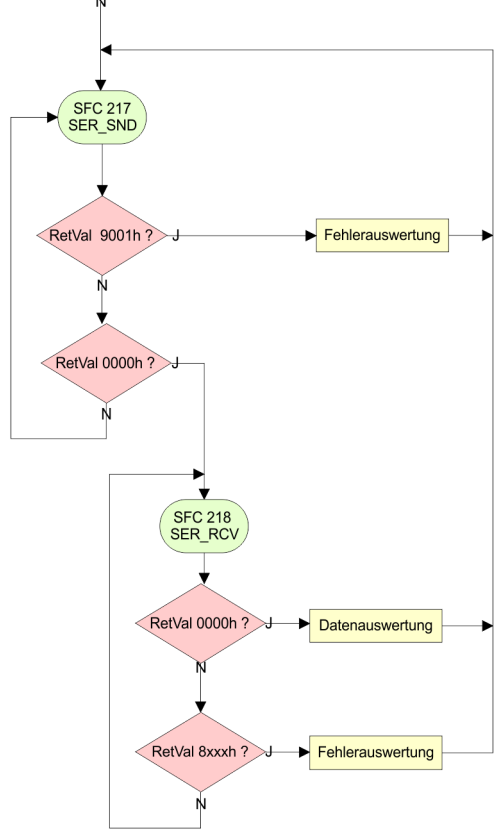 N
SFC 217
SER_SND
RetVal 9001h ?
J
Fehlerauswertung
N
RetVal 0000h ?
J
N
SFC 218
SER_RCV
RetVal 0000h ?
J
Datenauswertung
N
RetVal 8xxxh ?
J
Fehlerauswertung
N